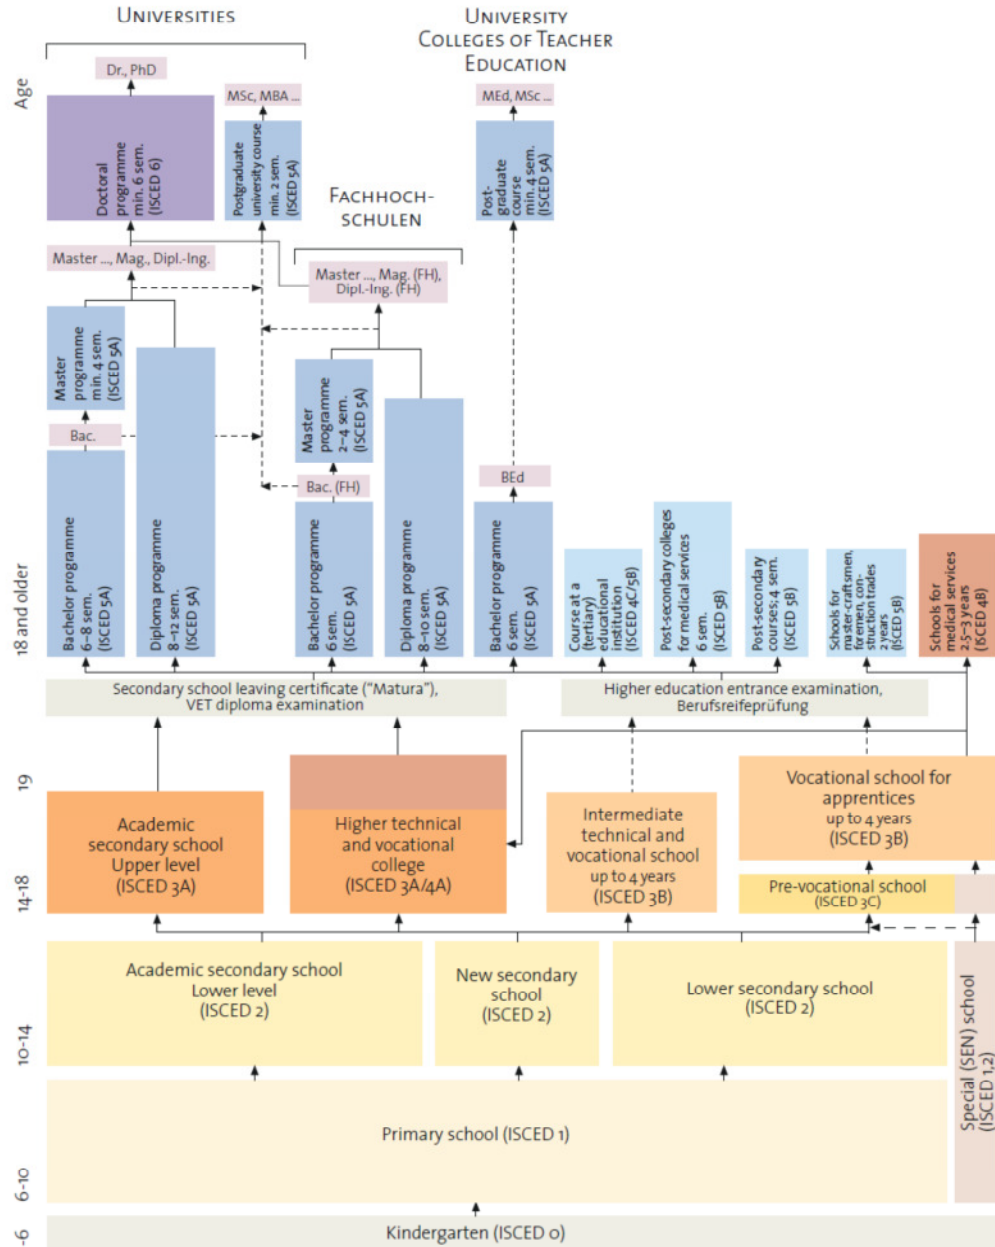 UNIVERSITIES
UNIVERSITY
COLLEGES OF TEACHER
EDUCATION
Age
Dr., PhD
MSc, MBA ...
MEd, MSc ...
Doctoral
programme
min. 6 sem.
(ISCED 6)
Postgraduate
university course
min. 2 sem.
(ISCED 5A)
Post-
graduate
course
min. 4 sem.
(ISCED 5A)
FACHHOCH-
SCHULEN
Master ..., Mag., Dipl.-Ing.
Master ..., Mag. (FH),
Dipl.-Ing. (FH)
Master
programme
min. 4 sem.
(ISCED 5A)
Master
programme
2–4 sem.
(ISCED 5A)
Bac.
Bac. (FH)
BEd
18 and older
Bachelor programme
6–8 sem.
(ISCED 5A)
Diploma programme
8–12 sem.
(ISCED 5A)
Bachelor programme
6 sem.
(ISCED 5A)
Diploma programme
8–10 sem.
(ISCED 5A)
Bachelor programme
6 sem.
(ISCED 5A)
Course at a
(tertiary)
educational
institution
(ISCED 4C/5B)
Post-secondary colleges
for medical services
6 sem.
(ISCED 5B)
Post-secondary
courses; 4 sem.
(ISCED 5B)
Schools for
master-craftsmen,
foremen, con-
struction trades
2 years
(ISCED 5B)
Schools for
medical services
2.5–3 years
(ISCED 4B)
Secondary school leaving certificate ("Matura"),
VET diploma examination
Higher education entrance examination,
Berufsreifeprüfung
19
Academic
secondary school
Upper level
(ISCED 3A)
Higher technical
and vocational
college
(ISCED 3A/4A)
Intermediate
technical and
vocational school
up to 4 years
(ISCED 3B)
Vocational school for
apprentices
up to 4 years
(ISCED 3B)
14-18
Pre-vocational school
(ISCED 3C)
10-14
Academic secondary school
Lower level
(ISCED 2)
New secondary
school
(ISCED 2)
Lower secondary school
(ISCED 2)
Special (SEN) school
(ISCED 1,2)
6-10
Primary school (ISCED 1)
-6
Kindergarten (ISCED 0)